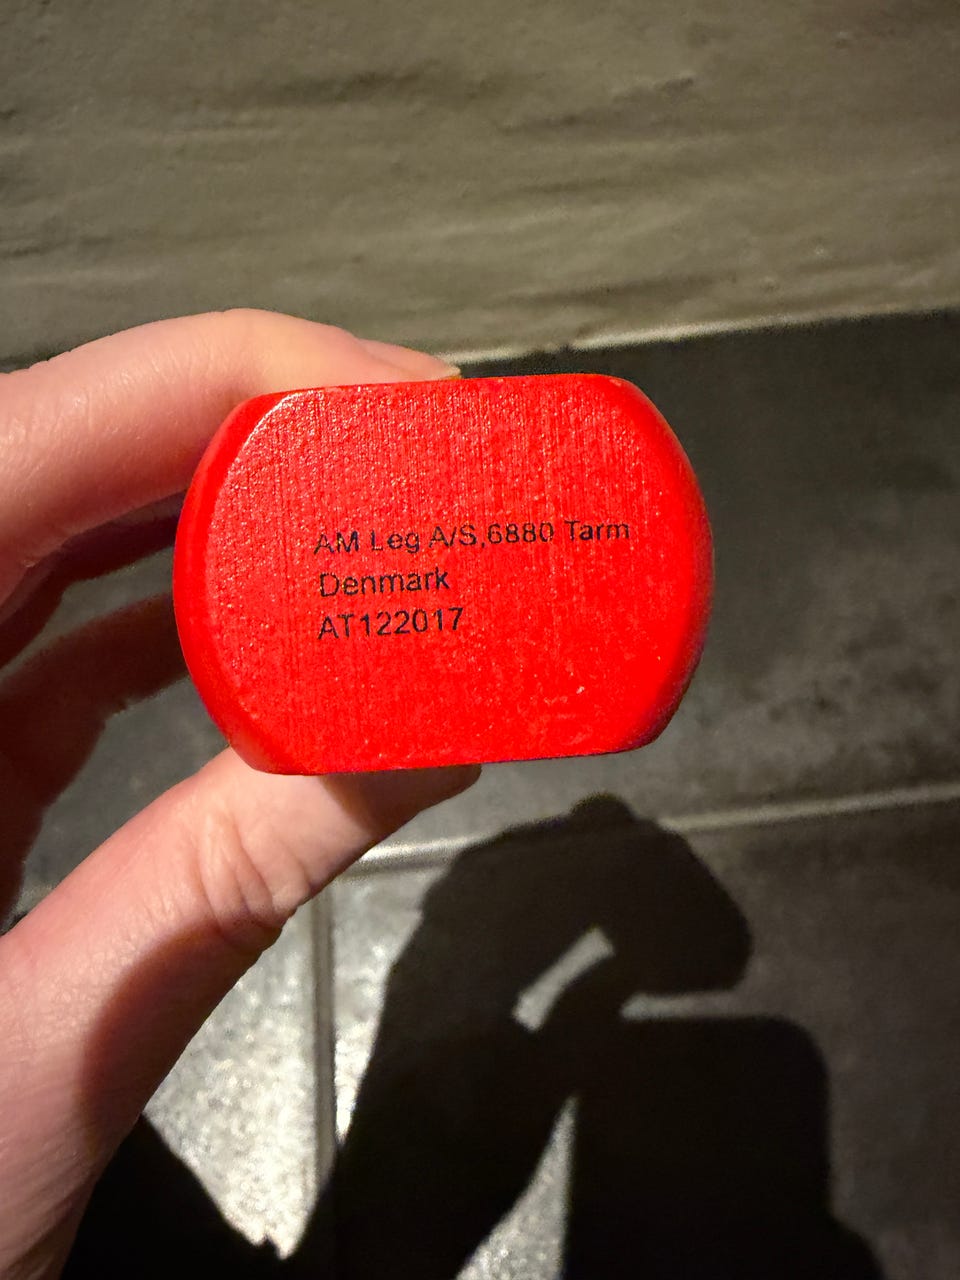 AM Leg A/S,6880 Tarm
Denmark
AT122017